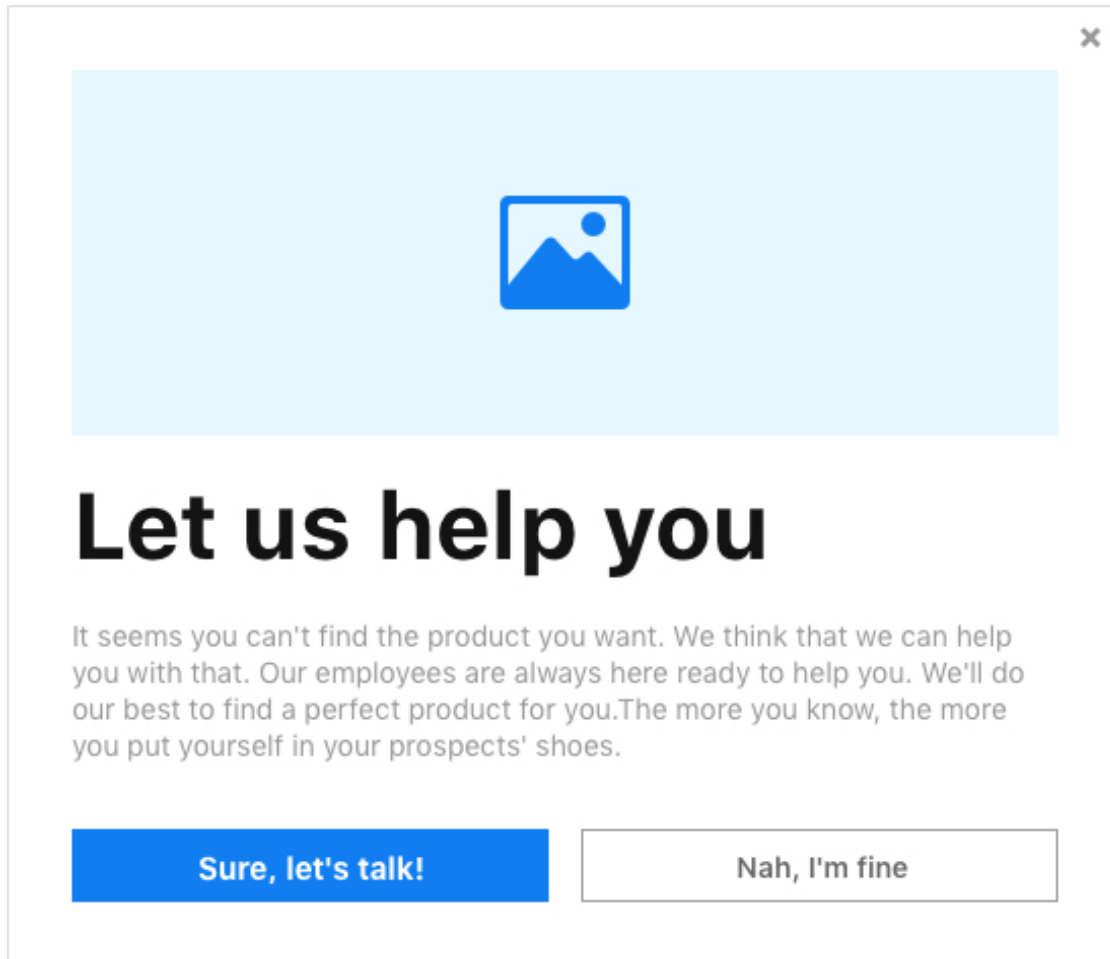 Let us help you
It seems you can't find the product you want. We think that we can help
you with that. Our employees are always here ready to help you. We'll do
our best to find a perfect product for you.The more you know, the more
you put yourself in your prospects' shoes.
Sure, let's talk!
Nah, I'm fine